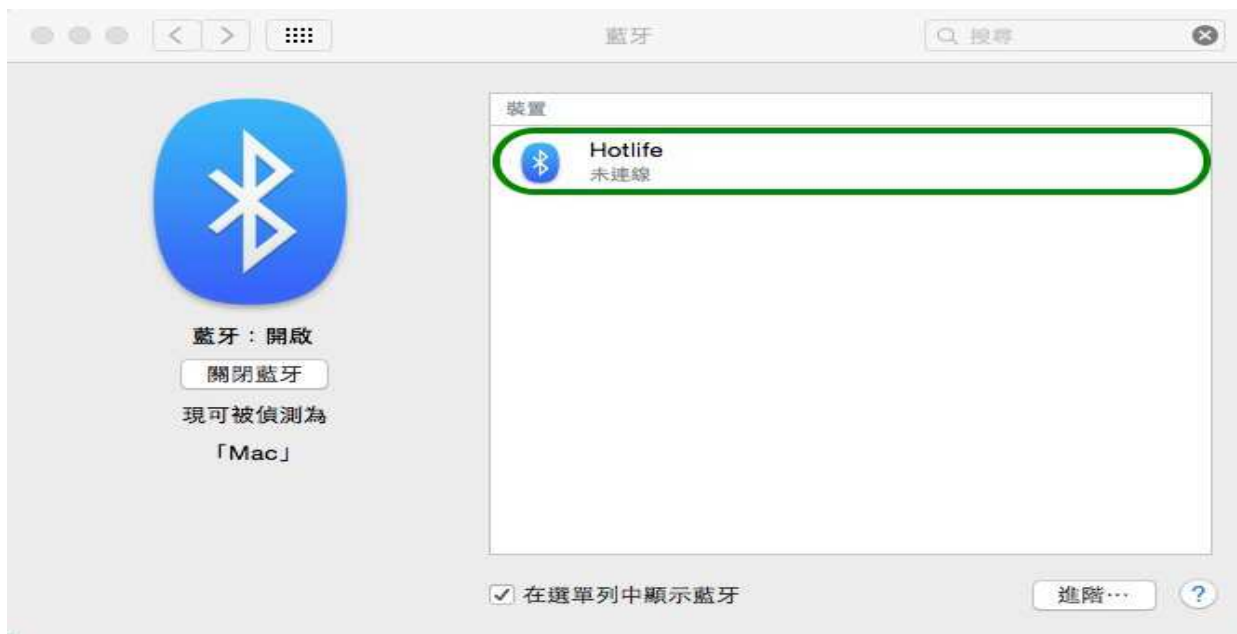 藍牙
搜尋
裝置
Hotlife
未連線
藍牙：開啟
關閉藍牙
現可被偵測為
「Mac」
在選單列中顯示藍牙
進階…
?